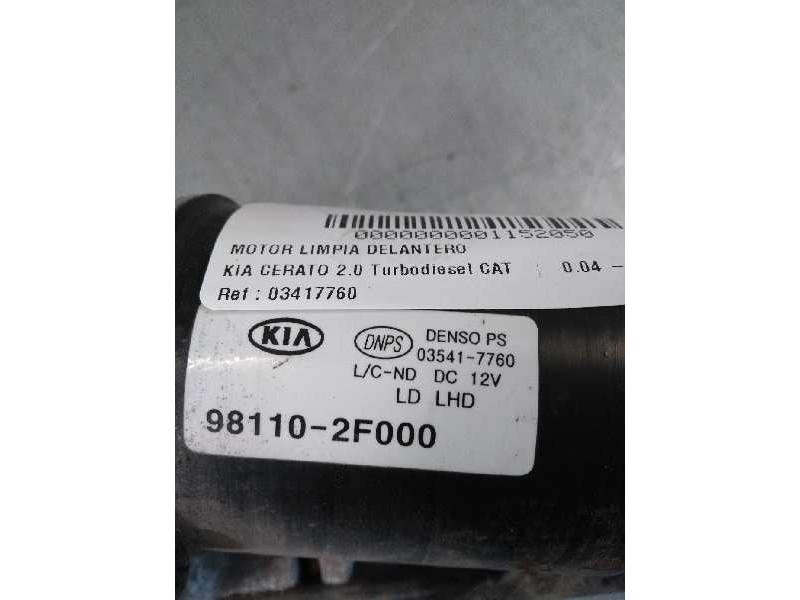 0000000001152050
MOTOR LIMPIA DELANTERO
KIA CERATO 2.0 Turbodiesel CAT : 0.04 -
Ref : 03417760
KIA
DNPS
DENSO PS
03541-7760
L/C-ND DC 12V
LD LHD
98110-2F000